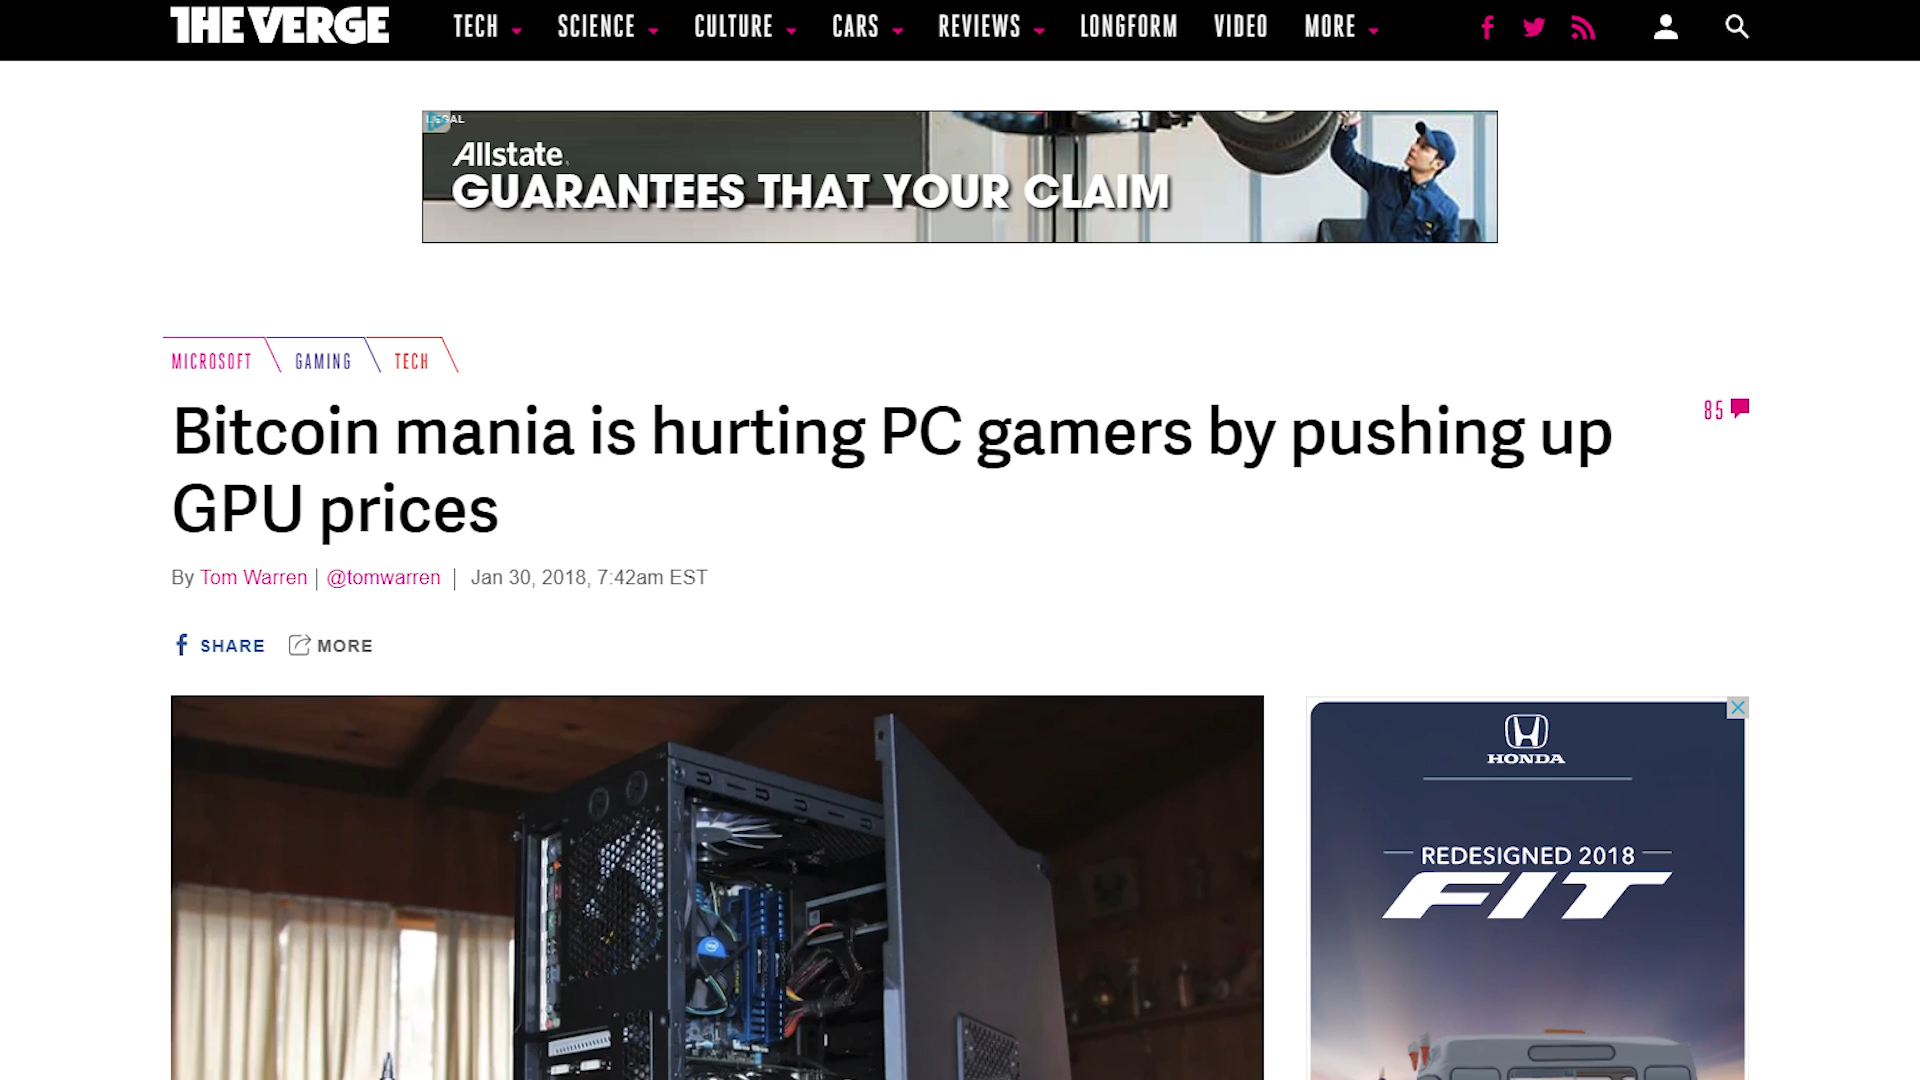 THE VERGE
TECH SCIENCE CULTURE CARS REVIEWS LONGFORM VIDEO MORE
LEGAL
Allstate
GUARANTEES THAT YOUR CLAIM
MICROSOFT GAMING TECH
Bitcoin mania is hurting PC gamers by pushing up
GPU prices
85
By Tom Warren | @tomwarren | Jan 30, 2018, 7:42am EST
SHARE MORE
HONDA
REDESIGNED 2018
FIT